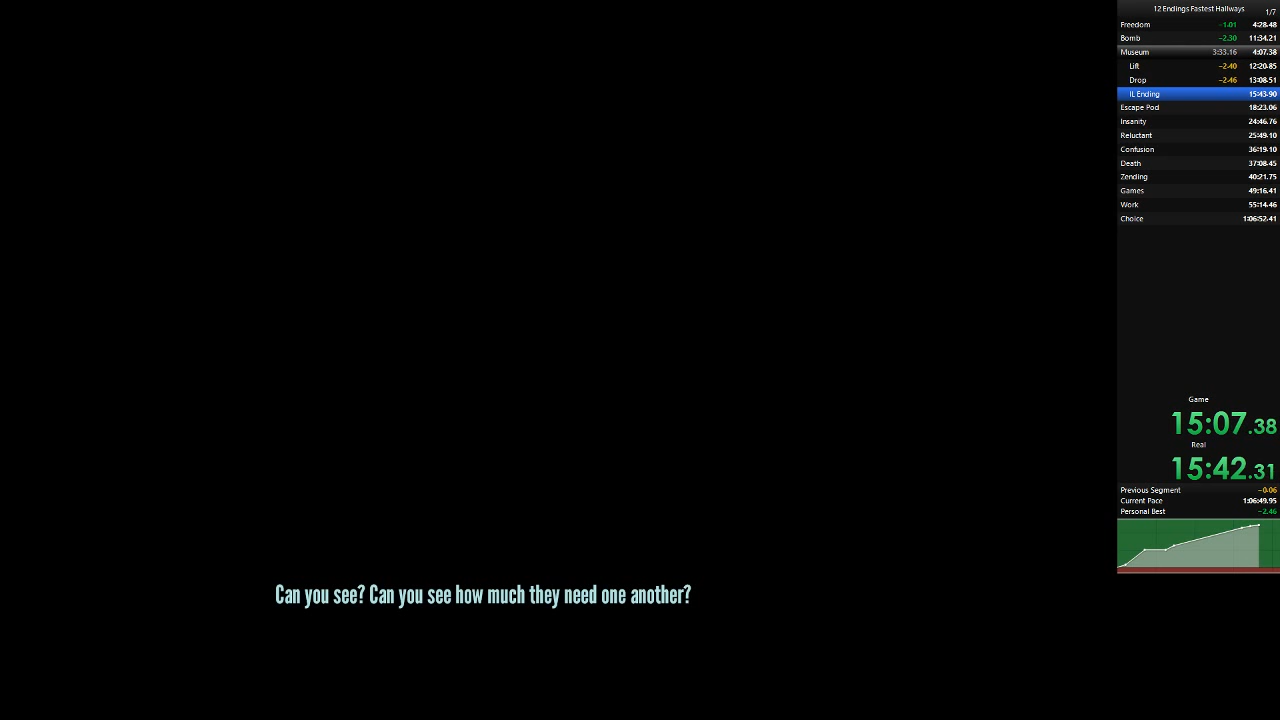 12 Endings Fastest Hallways 1/7
Freedom -1.01 4:28.48
Bomb -2.30 11:34.21
Museum 3:33.16 4:07.38
Lift -2.40 12:20.85
Drop -2.46 13:08.51
IL Ending 15:43.90
Escape Pod 18:23.06
Insanity 24:46.76
Reluctant 25:49.10
Confusion 36:19.10
Death 37:08.45
Zending 40:21.75
Games 49:16.41
Work 55:14.46
Choice 1:06:52.41
Game
15:07.38
Real
15:42.31
Previous Segment -0.06
Current Pace 1:06:49.95
Personal Best -2.46
Can you see? Can you see how much they need one another?